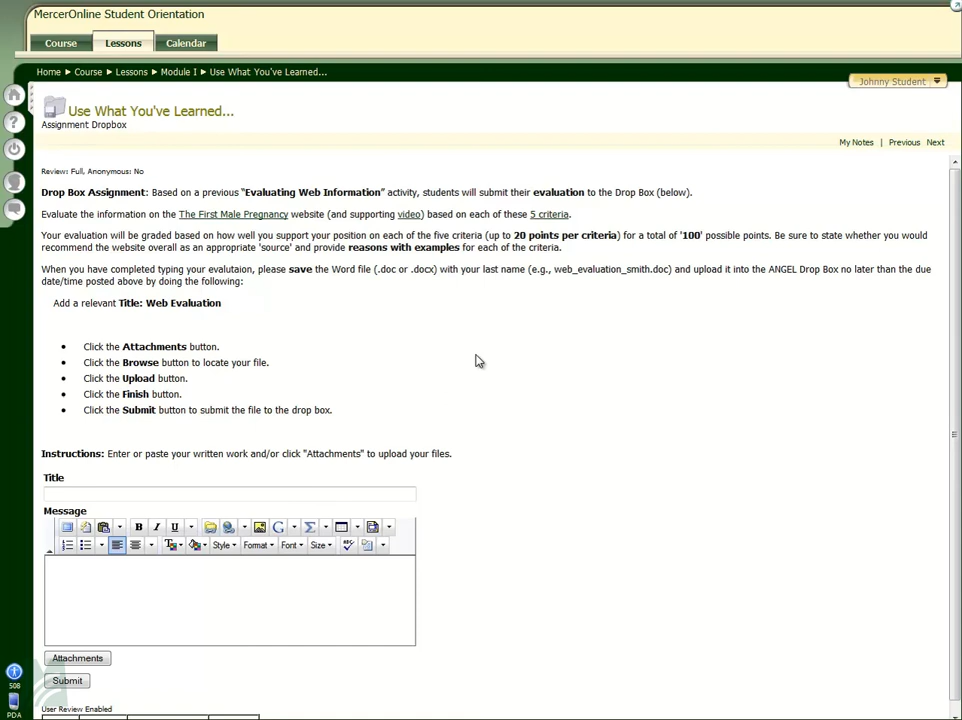 MercerOnline Student Orientation
Course Lessons Calendar
Home ▸ Course ▸ Lessons ▸ Module I ▸ Use What You've Learned...
Johnny Student
Use What You've Learned...
Assignment Dropbox
My Notes | Previous Next
Review: Full, Anonymous: No
Drop Box Assignment: Based on a previous "Evaluating Web Information" activity, students will submit their evaluation to the Drop Box (below).
Evaluate the information on the The First Male Pregnancy website (and supporting video) based on each of these 5 criteria.
Your evaluation will be graded based on how well you support your position on each of the five criteria (up to 20 points per criteria) for a total of '100' possible points. Be sure to state whether you would
recommend the website overall as an appropriate 'source' and provide reasons with examples for each of the criteria.
When you have completed typing your evalutaion, please save the Word file (.doc or .docx) with your last name (e.g., web_evaluation_smith.doc) and upload it into the ANGEL Drop Box no later than the due
date/time posted above by doing the following:
Add a relevant Title: Web Evaluation
• Click the Attachments button.
• Click the Browse button to locate your file.
• Click the Upload button.
• Click the Finish button.
• Click the Submit button to submit the file to the drop box.
Instructions: Enter or paste your written work and/or click "Attachments" to upload your files.
Title
Message
B I U
Style Format Font Size
Attachments
Submit
508
User Review Enabled
PDA